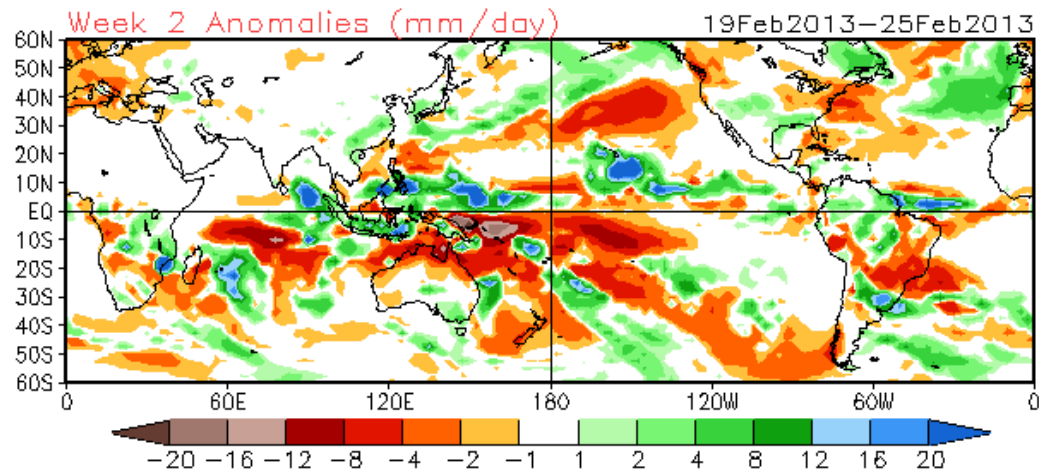 Week 2 Anomalies (mm/day) 19Feb2013–25Feb2013
60N
50N
40N
30N
20N
10N
EQ
10S
20S
30S
40S
50S
60S
0 60E 120E 180 120W 60W 0
−20 −16 −12 −8 −4 −2 −1 1 2 4 8 12 16 20